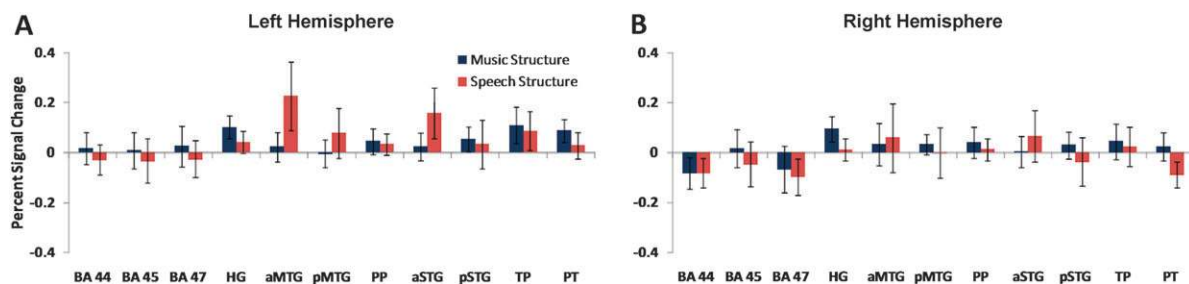 A
Left Hemisphere
Percent Signal Change
0.4
0.2
0
-0.2
-0.4
Music Structure
Speech Structure
BA 44 BA 45 BA 47 HG aMTG pMTG PP aSTG pSTG TP PT
B
Right Hemisphere
0.4
0.2
0
-0.2
-0.4
BA 44 BA 45 BA 47 HG aMTG pMTG PP aSTG pSTG TP PT